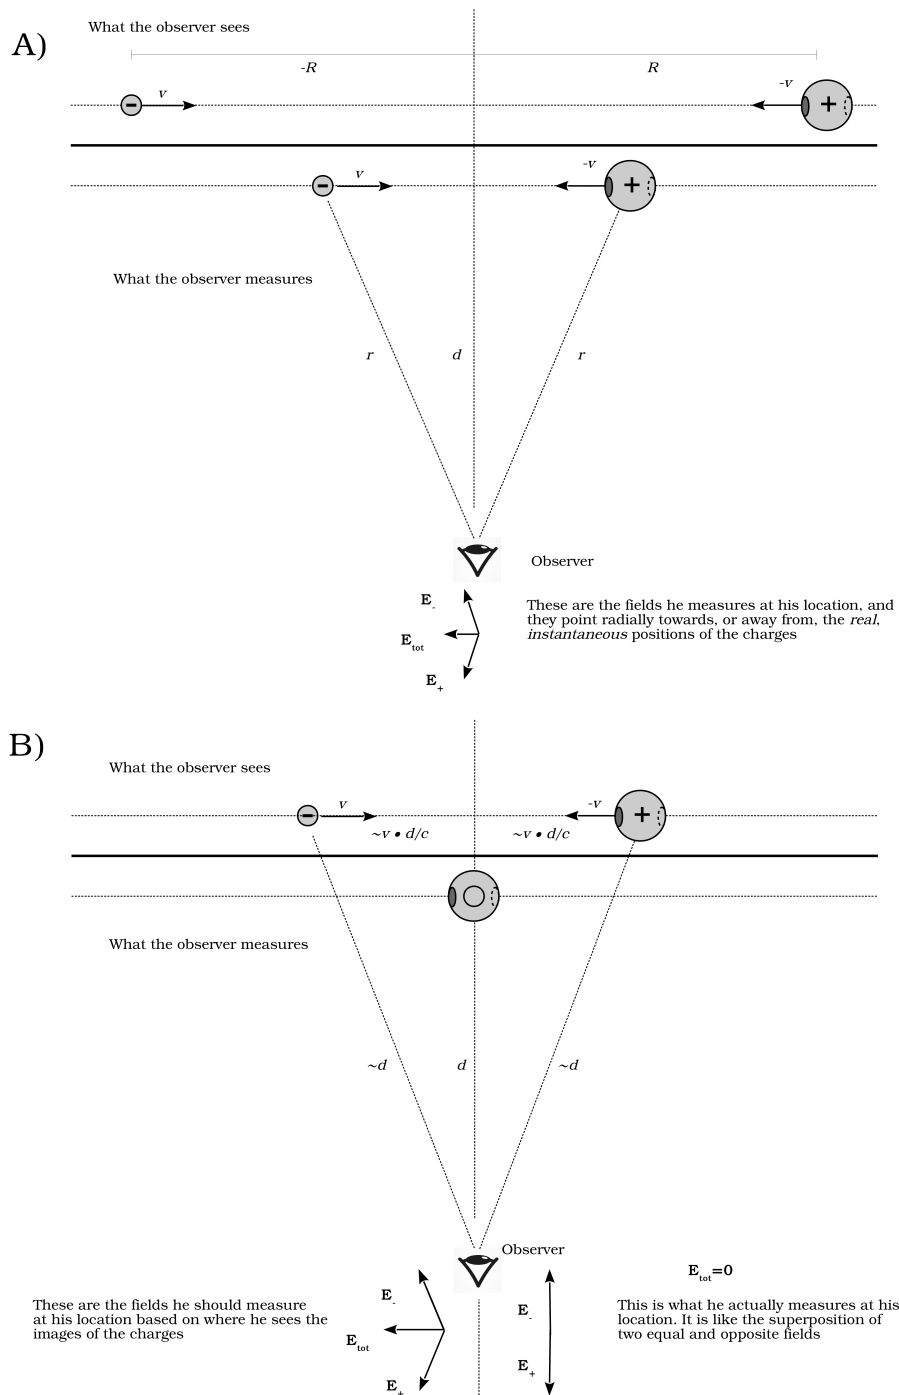 What the observer sees
A)
-R
R
v
-v
-
+
v
-v
-
+
What the observer measures
r
d
r
Observer
E-
These are the fields he measures at his location, and
they point radially towards, or away from, the real,
instantaneous positions of the charges
Etot
E+
B)
What the observer sees
v
-v
-
+
~v • d/c
~v • d/c
What the observer measures
~d
d
~d
Observer
Etot=0
E-
E-
These are the fields he should measure
at his location based on where he sees the
images of the charges
This is what he actually measures at his
location. It is like the superposition of
two equal and opposite fields
Etot
E+
E+